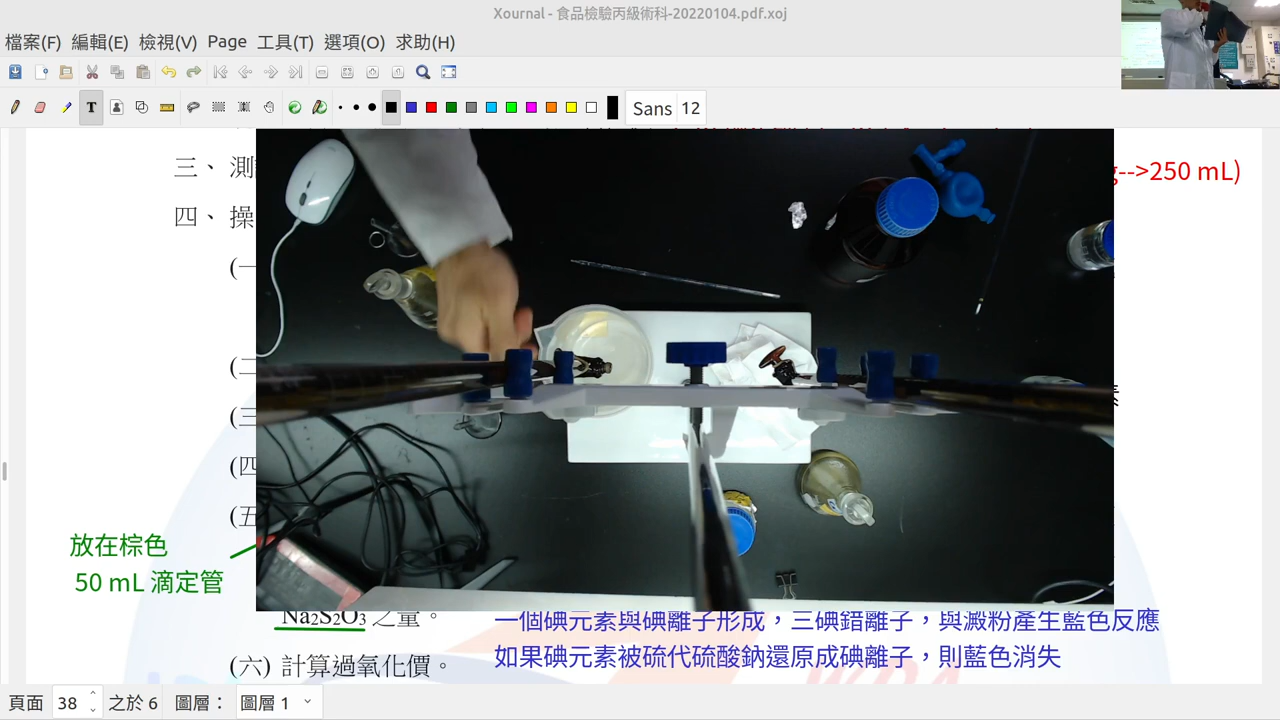 Xournal - 食品檢驗丙級術科-20220104.pdf.xoj
檔案(F) 編輯(E) 檢視(V) Page 工具(T) 選項(O) 求助(H)
T Sans 12
三、 測
-->250 mL)
四、 操
(一
(二
(三
(四
(五
放在棕色
50 mL 滴定管
Na₂S₂O₃ 之量。
一個碘元素與碘離子形成，三碘錯離子，與澱粉產生藍色反應
(六) 計算過氧化價。
如果碘元素被硫代硫酸鈉還原成碘離子，則藍色消失
頁面 38 之於 6 圖層： 圖層 1